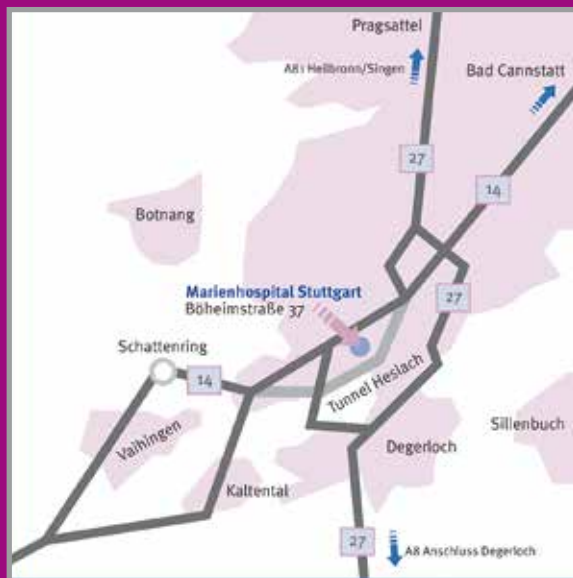 Pragsattel
A81 Heilbronn/Singen
Bad Cannstatt
27
14
Botnang
Marienhospital Stuttgart
Böheimstraße 37
27
Schattenring
14
Tunnel Heslach
Vaihingen
Sillenbuch
Degerloch
Kaltental
27
A8 Anschluss Degerloch